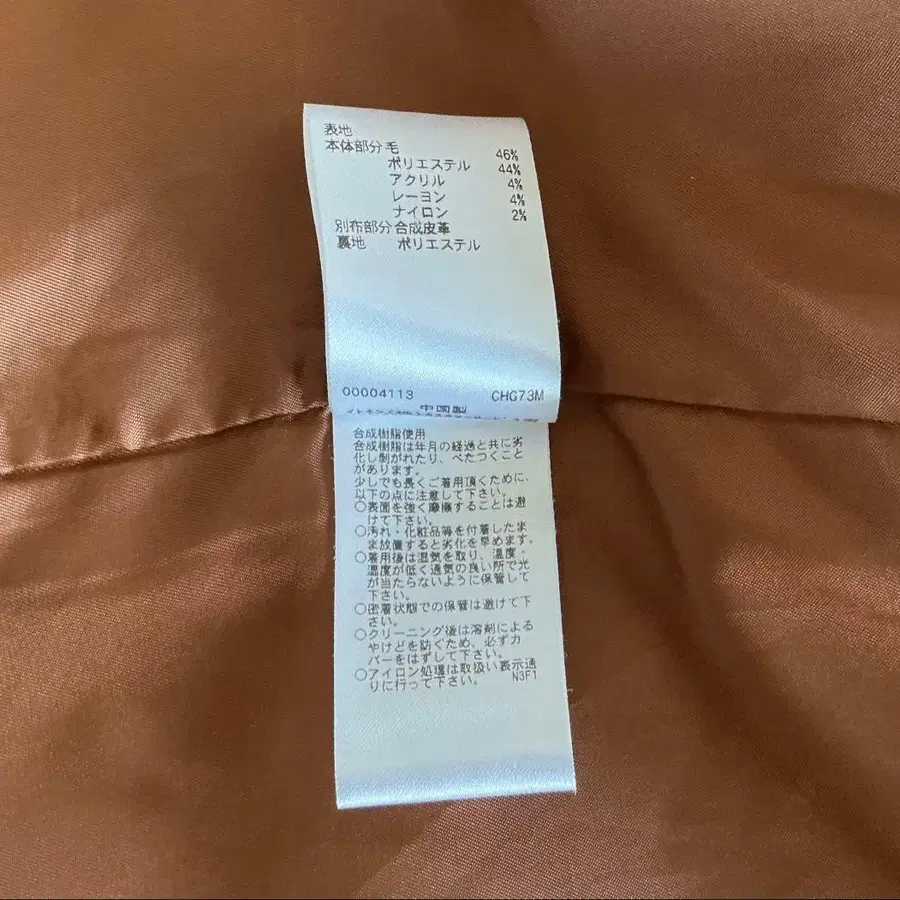 表地
本体部分 毛 46%
ポリエステル 44%
アクリル 4%
レーヨン 4%
ナイロン 2%
別布部分 合成皮革
裏地 ポリエステル
00004113 CHG73M
中国製
合成樹脂使用
合成樹脂は年月の経過と共に劣
化し剝がれたり、べたつくこと
があります。
少しでも長くご着用頂くために、
以下の点に注意して下さい。
○表面を強く摩擦することは避
けて下さい。
○汚れ・化粧品等を付着したま
ま放置すると劣化を早めます。
○着用後は湿気を取り、温度・
湿度が低く通気の良い所で光
が当たらないように保管して
下さい。
○密着状態での保管は避けて下
さい。
○クリーニング後は溶剤による
やけどを防ぐため、必ずカ
バーをはずして下さい。
○アイロン処理は取扱い表示通
りに行って下さい。 N3F1